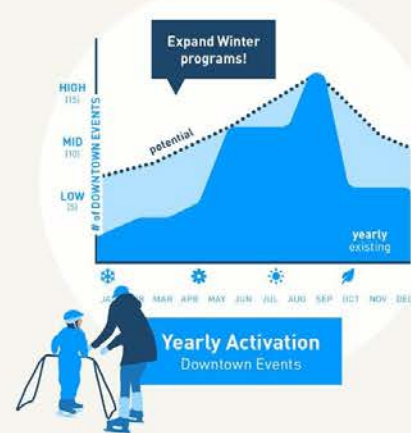 Expand Winter
programs!
HIGH
(15)
MID
(10)
LOW
(5)
# of DOWNTOWN EVENTS
potential
yearly
existing
MAR APR MAY JUN JUL AUG SEP OCT NOV DEC
Yearly Activation
Downtown Events